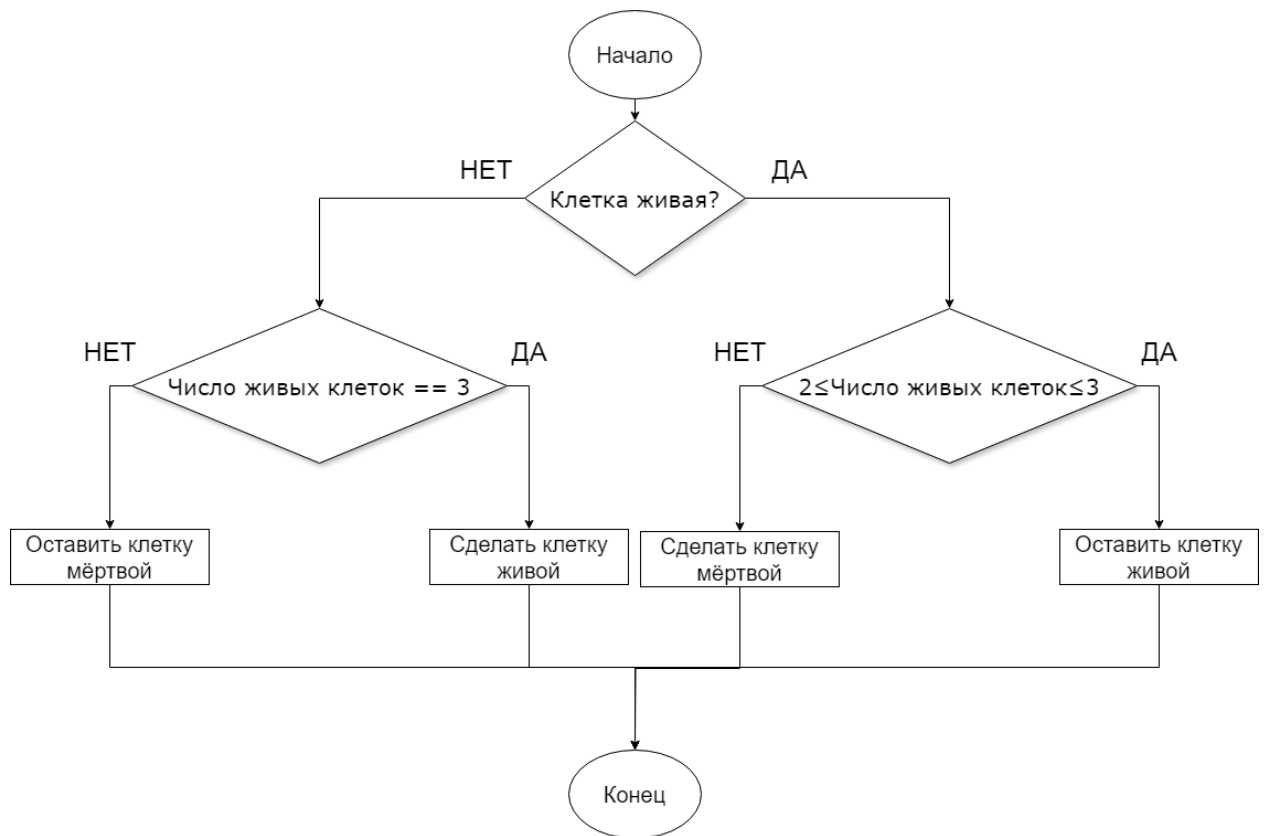 Начало
НЕТ
ДА
Клетка живая?
НЕТ
ДА
НЕТ
ДА
Число живых клеток == 3
2≤Число живых клеток≤3
Оставить клетку
мёртвой
Сделать клетку
живой
Сделать клетку
мёртвой
Оставить клетку
живой
Конец